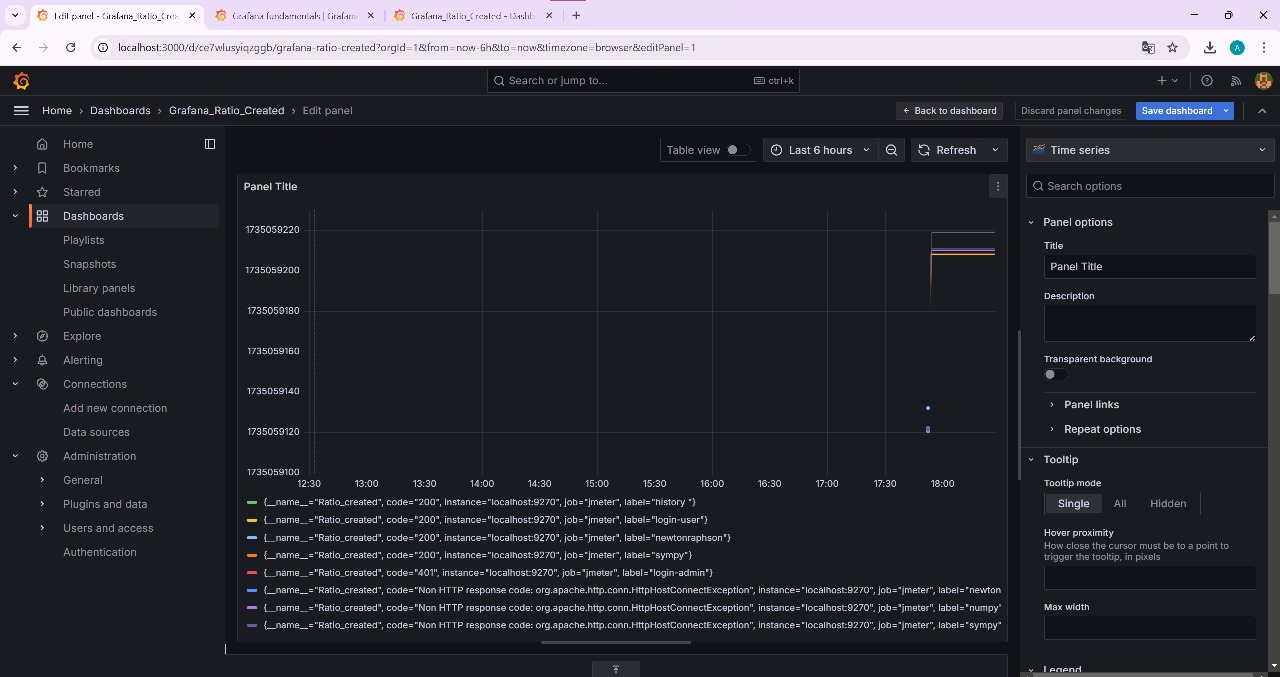 Edit panel - Grafana_Ratio_Crea
Grafana fundamentals | Grafana
Grafana_Ratio_Created - Dashb
localhost:3000/d/ce7wlusyiqzggb/grafana-ratio-created?orgId=1&from=now-6h&to=now&timezone=browser&editPanel=1
A
Search or jump to...
ctrl+k
Home › Dashboards › Grafana_Ratio_Created › Edit panel
Back to dashboard
Discard panel changes
Save dashboard
Home
Bookmarks
Starred
Dashboards
Playlists
Snapshots
Library panels
Public dashboards
Explore
Alerting
Connections
Add new connection
Data sources
Administration
General
Plugins and data
Users and access
Authentication
Table view
Last 6 hours
Refresh
Panel Title
1735059220
1735059200
1735059180
1735059160
1735059140
1735059120
1735059100
12:30 13:00 13:30 14:00 14:30 15:00 15:30 16:00 16:30 17:00 17:30 18:00
{__name__="Ratio_created", code="200", instance="localhost:9270", job="jmeter", label="history "}
{__name__="Ratio_created", code="200", instance="localhost:9270", job="jmeter", label="login-user"}
{__name__="Ratio_created", code="200", instance="localhost:9270", job="jmeter", label="newtonraphson"}
{__name__="Ratio_created", code="200", instance="localhost:9270", job="jmeter", label="sympy"}
{__name__="Ratio_created", code="401", instance="localhost:9270", job="jmeter", label="login-admin"}
{__name__="Ratio_created", code="Non HTTP response code: org.apache.http.conn.HttpHostConnectException", instance="localhost:9270", job="jmeter", label="newton
{__name__="Ratio_created", code="Non HTTP response code: org.apache.http.conn.HttpHostConnectException", instance="localhost:9270", job="jmeter", label="numpy"
{__name__="Ratio_created", code="Non HTTP response code: org.apache.http.conn.HttpHostConnectException", instance="localhost:9270", job="jmeter", label="sympy"
Time series
Search options
Panel options
Title
Panel Title
Description
Transparent background
Panel links
Repeat options
Tooltip
Tooltip mode
Single All Hidden
Hover proximity
How close the cursor must be to a point to
trigger the tooltip, in pixels
Max width
Legend